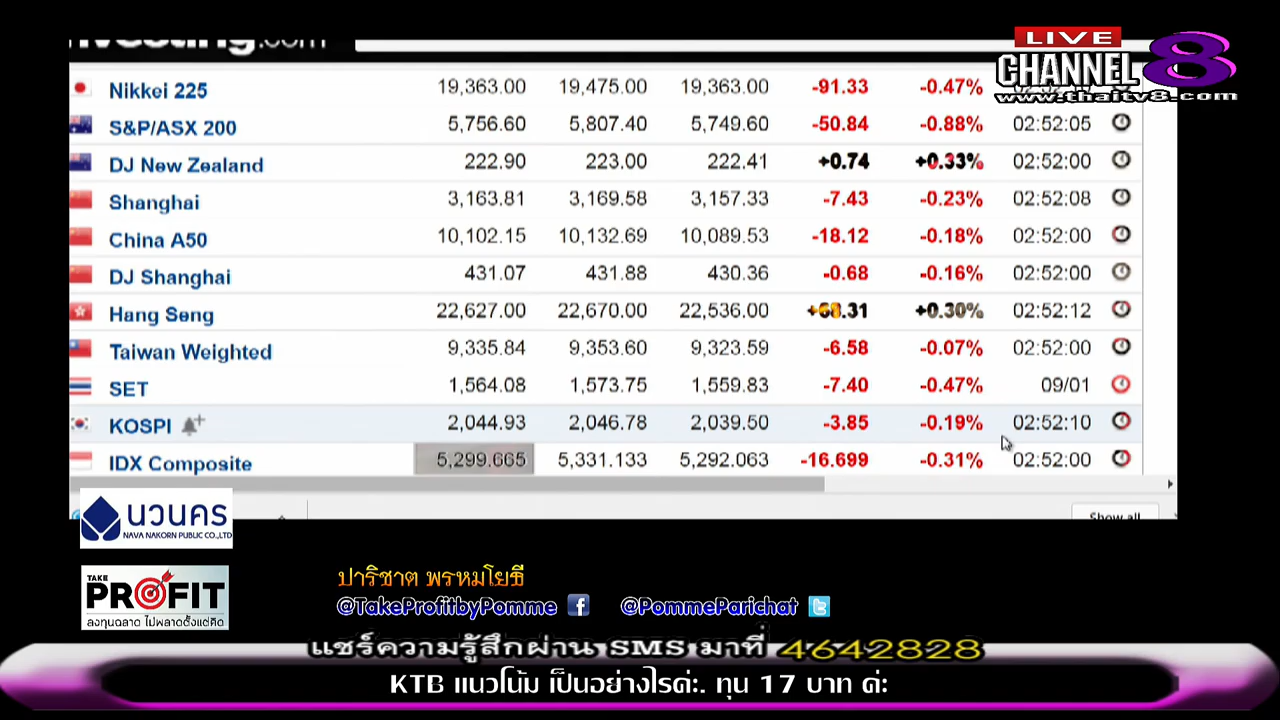 Investing.com
LIVE
CHANNEL 8
www.thaitv8.com
Nikkei 225 19,363.00 19,475.00 19,363.00 -91.33 -0.47%
S&P/ASX 200 5,756.60 5,807.40 5,749.60 -50.84 -0.88% 02:52:05
DJ New Zealand 222.90 223.00 222.41 +0.74 +0.33% 02:52:00
Shanghai 3,163.81 3,169.58 3,157.33 -7.43 -0.23% 02:52:08
China A50 10,102.15 10,132.69 10,089.53 -18.12 -0.18% 02:52:00
DJ Shanghai 431.07 431.88 430.36 -0.68 -0.16% 02:52:00
Hang Seng 22,627.00 22,670.00 22,536.00 +68.31 +0.30% 02:52:12
Taiwan Weighted 9,335.84 9,353.60 9,323.59 -6.58 -0.07% 02:52:00
SET 1,564.08 1,573.75 1,559.83 -7.40 -0.47% 09/01
KOSPI 2,044.93 2,046.78 2,039.50 -3.85 -0.19% 02:52:10
IDX Composite 5,299.665 5,331.133 5,292.063 -16.699 -0.31% 02:52:00
Show all
นวนคร
NAVA NAKORN PUBLIC CO.,LTD
TAKE
PROFIT
ลงทุนฉลาด ไม่พลาดตั้งแต่คิด
ปาริชาต พรหมโยธี
@TakeProfitbyPomme @PommeParichat
แชร์ความรู้สึกผ่าน SMS มาที่ 4642828
KTB แนวโน้ม เป็นอย่างไรค่ะ. ทุน 17 บาท ค่ะ